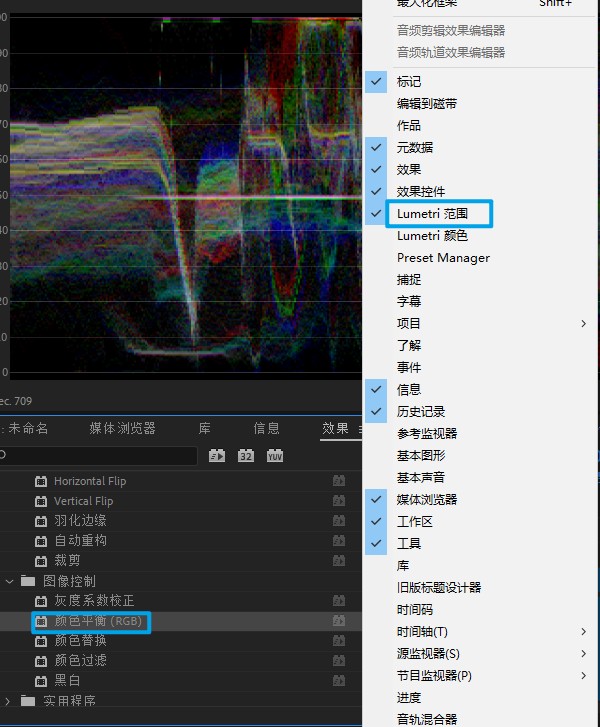 最大化框架 Shift+
音频剪辑效果编辑器
音频轨道效果编辑器
标记
编辑到磁带
作品
元数据
效果
效果控件
Lumetri 范围
Lumetri 颜色
Preset Manager
捕捉
字幕
项目
了解
事件
信息
历史记录
参考监视器
基本图形
基本声音
媒体浏览器
工作区
工具
库
旧版标题设计器
时间码
时间轴(T)
源监视器(S)
节目监视器(P)
进度
音轨混合器
90
80
70
60
50
40
30
20
10
0
ec. 709
: 未命名 媒体浏览器 库 信息 效果
32 YUV
Horizontal Flip
Vertical Flip
羽化边缘
自动重构
裁剪
图像控制
灰度系数校正
颜色平衡 (RGB)
颜色替换
颜色过滤
黑白
实用程序